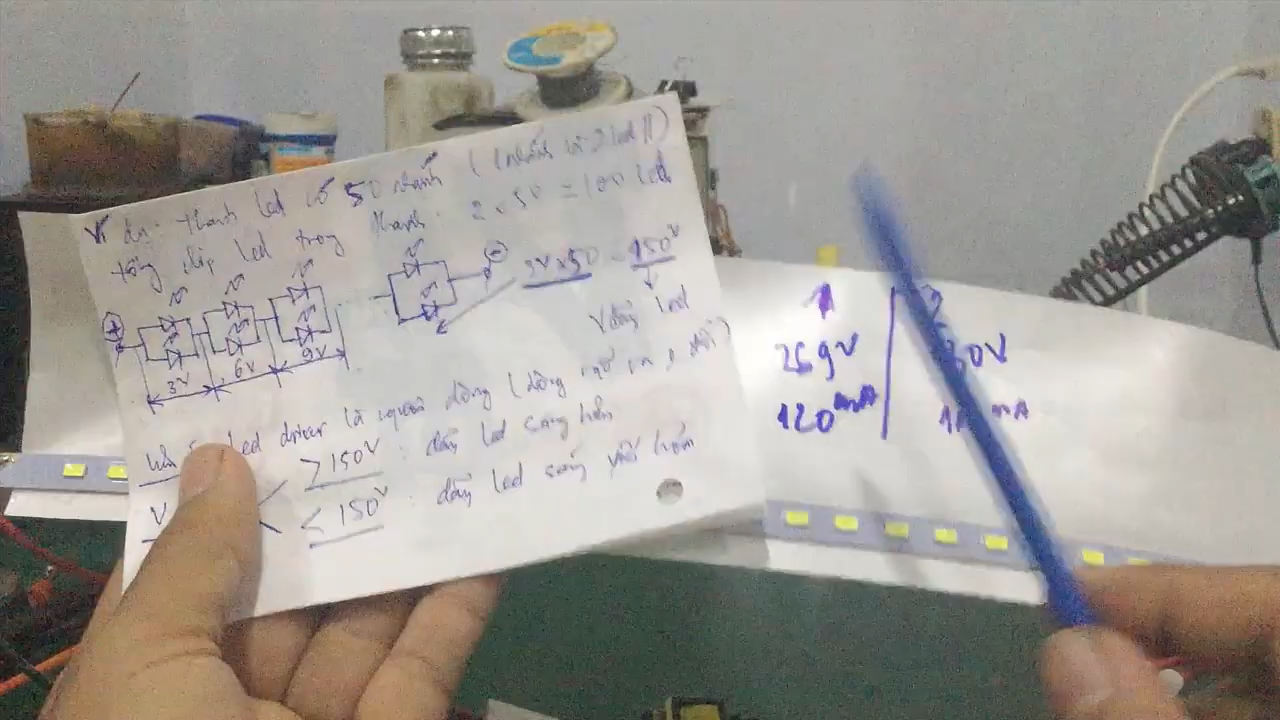 Ví dụ: thanh led có 50 nhánh ( 1 nhánh có 2 led // )
tổng chíp led trong thanh: 2 x 50 = 100 led
+
-
3V x 50 = 150V
V dãy led
3V 6V 9V
led driver là nguồn dòng
V > 150V : dãy led sáng hơn
< 150V : dãy led sáng yếu hơn
1
269V
120mA
mA